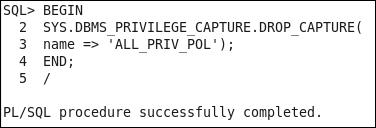 SQL> BEGIN
  2  SYS.DBMS_PRIVILEGE_CAPTURE.DROP_CAPTURE(
  3  name => 'ALL_PRIV_POL');
  4  END;
  5  /
PL/SQL procedure successfully completed.